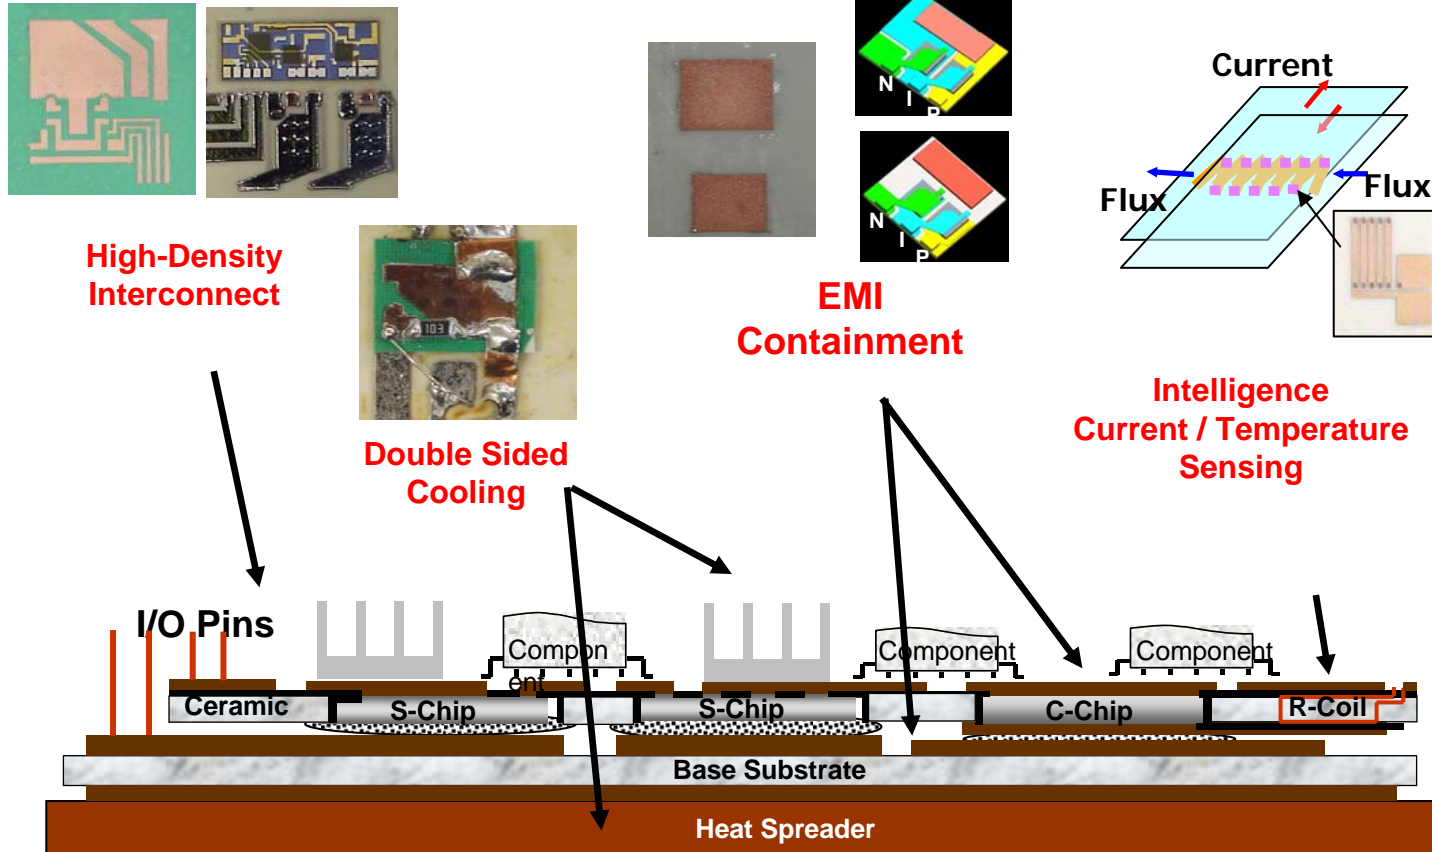 Current
N
I
P
N
I
P
Flux
Flux
High-Density
Interconnect
103
EMI
Containment
Intelligence
Current / Temperature
Sensing
Double Sided
Cooling
I/O Pins
Compon
ent
Component
Component
Ceramic
S-Chip
S-Chip
C-Chip
R-Coil
Base Substrate
Heat Spreader